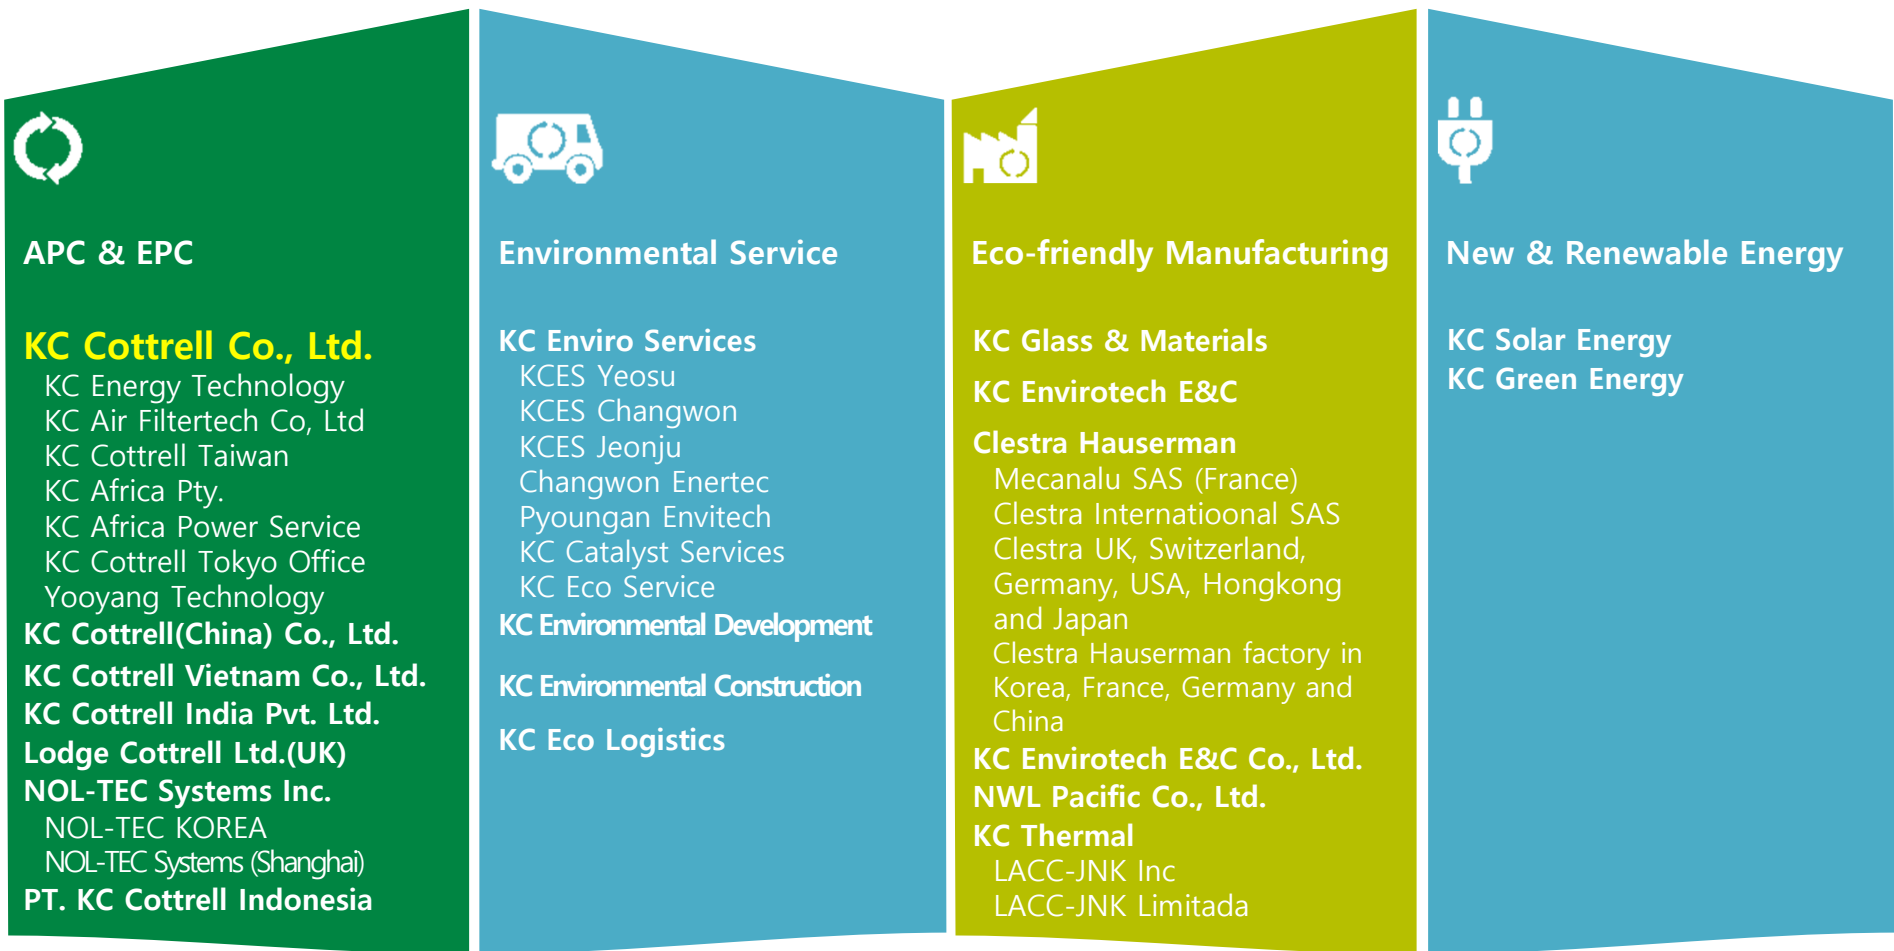 APC & EPC
KC Cottrell Co., Ltd.
KC Energy Technology
KC Air Filtertech Co, Ltd
KC Cottrell Taiwan
KC Africa Pty.
KC Africa Power Service
KC Cottrell Tokyo Office
Yooyang Technology
KC Cottrell(China) Co., Ltd.
KC Cottrell Vietnam Co., Ltd.
KC Cottrell India Pvt. Ltd.
Lodge Cottrell Ltd.(UK)
NOL-TEC Systems Inc.
NOL-TEC KOREA
NOL-TEC Systems (Shanghai)
PT. KC Cottrell Indonesia
Environmental Service
KC Enviro Services
KCES Yeosu
KCES Changwon
KCES Jeonju
Changwon Enertec
Pyoungan Envitech
KC Catalyst Services
KC Eco Service
KC Environmental Development
KC Environmental Construction
KC Eco Logistics
Eco-friendly Manufacturing
KC Glass & Materials
KC Envirotech E&C
Clestra Hauserman
Mecanalu SAS (France)
Clestra Internatioonal SAS
Clestra UK, Switzerland,
Germany, USA, Hongkong
and Japan
Clestra Hauserman factory in
Korea, France, Germany and
China
KC Envirotech E&C Co., Ltd.
NWL Pacific Co., Ltd.
KC Thermal
LACC-JNK Inc
LACC-JNK Limitada
New & Renewable Energy
KC Solar Energy
KC Green Energy